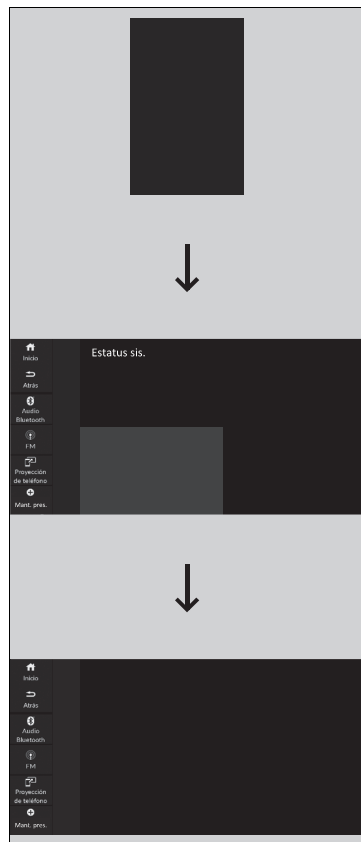 Inicio
Estatus sis.
Atrás
Audio
Bluetooth
FM
Proyección
de teléfono
Mant. pres.
Inicio
Atrás
Audio
Bluetooth
FM
Proyección
de teléfono
Mant. pres.